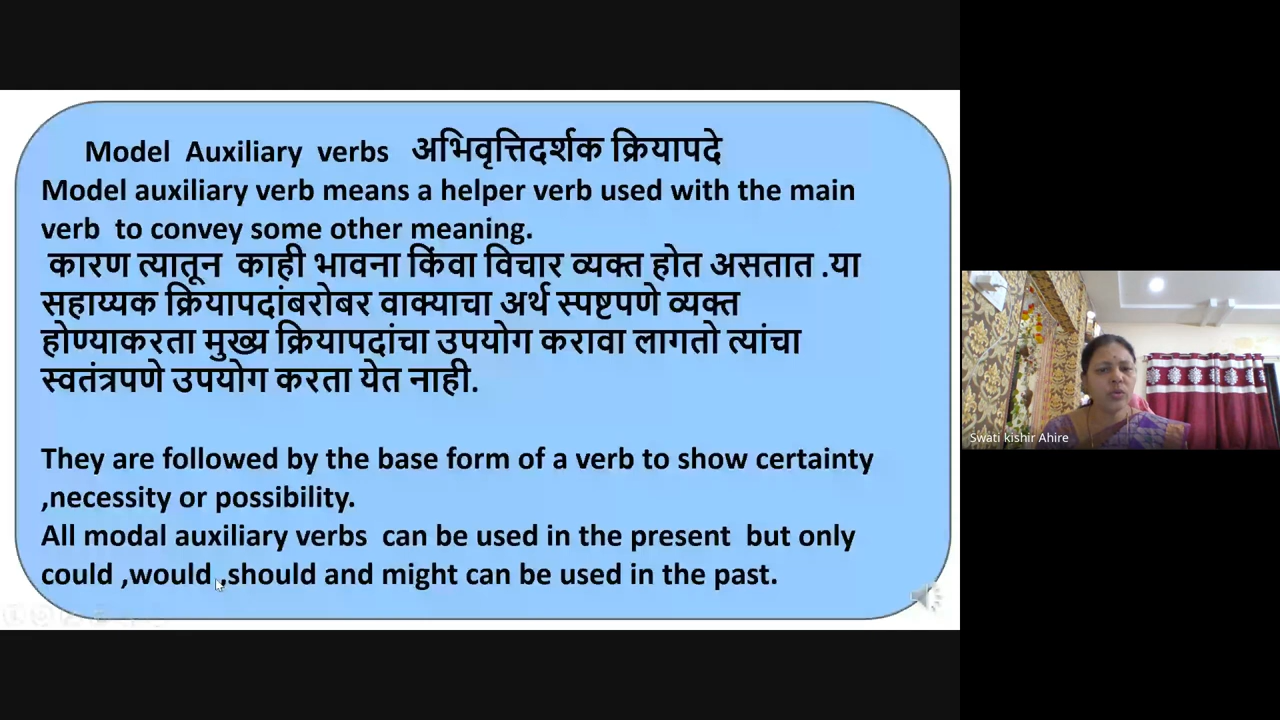 Model Auxiliary verbs अभिवृत्तिदर्शक क्रियापदे
Model auxiliary verb means a helper verb used with the main
verb to convey some other meaning.
कारण त्यातून काही भावना किंवा विचार व्यक्त होत असतात .या
सहाय्यक क्रियापदांबरोबर वाक्याचा अर्थ स्पष्टपणे व्यक्त
होण्याकरता मुख्य क्रियापदांचा उपयोग करावा लागतो त्यांचा
स्वतंत्रपणे उपयोग करता येत नाही.
They are followed by the base form of a verb to show certainty
,necessity or possibility.
All modal auxiliary verbs can be used in the present but only
could ,would ,should and might can be used in the past.
Swati kishir Ahire